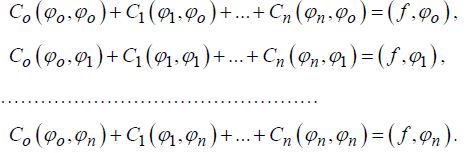 C_o(φ_o,φ_o)+C_1(φ_1,φ_o)+...+C_n(φ_n,φ_o)=(f,φ_o),
C_o(φ_o,φ_1)+C_1(φ_1,φ_1)+...+C_n(φ_n,φ_1)=(f,φ_1),
................................................
C_o(φ_o,φ_n)+C_1(φ_1,φ_n)+...+C_n(φ_n,φ_n)=(f,φ_n).